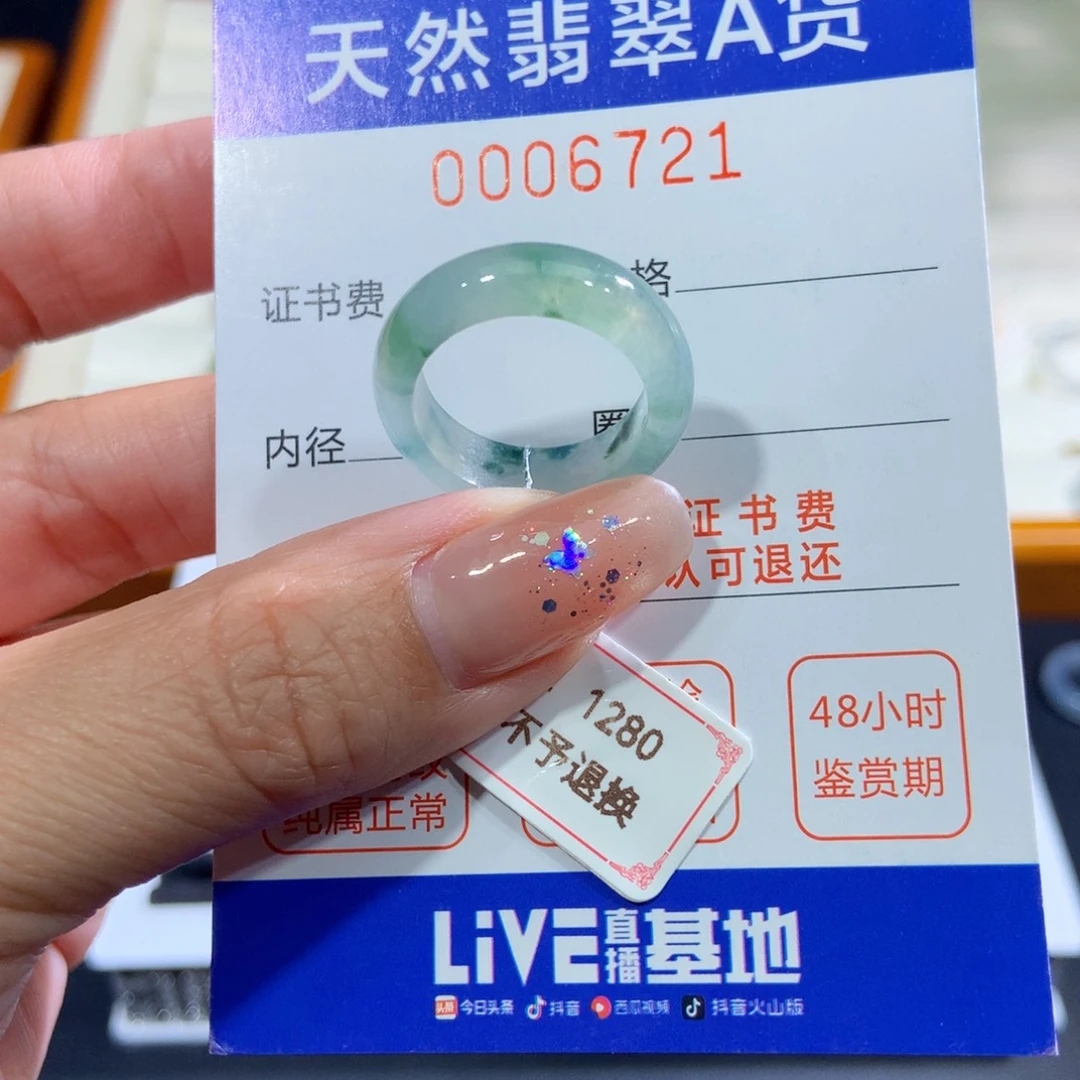 天然翡翠A货
0006721
证书费
格
内径
圈
证书费
可退还
48小时
鉴赏期
1280
不予退换
纯属正常
LiVE直播基地
头条 今日头条 抖音 西瓜视频 抖音火山版